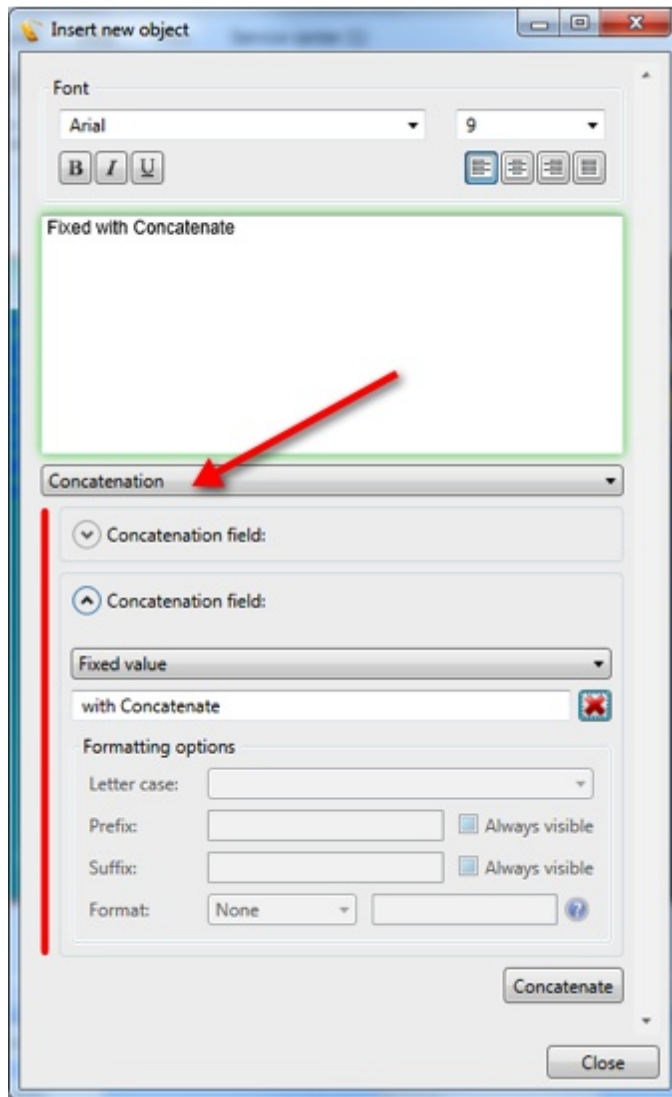 Insert new object
Font
Arial 9
B I U
Fixed with Concatenate
Concatenation
Concatenation field:
Concatenation field:
Fixed value
with Concatenate
Formatting options
Letter case:
Prefix: Always visible
Suffix: Always visible
Format: None ?
Concatenate
Close